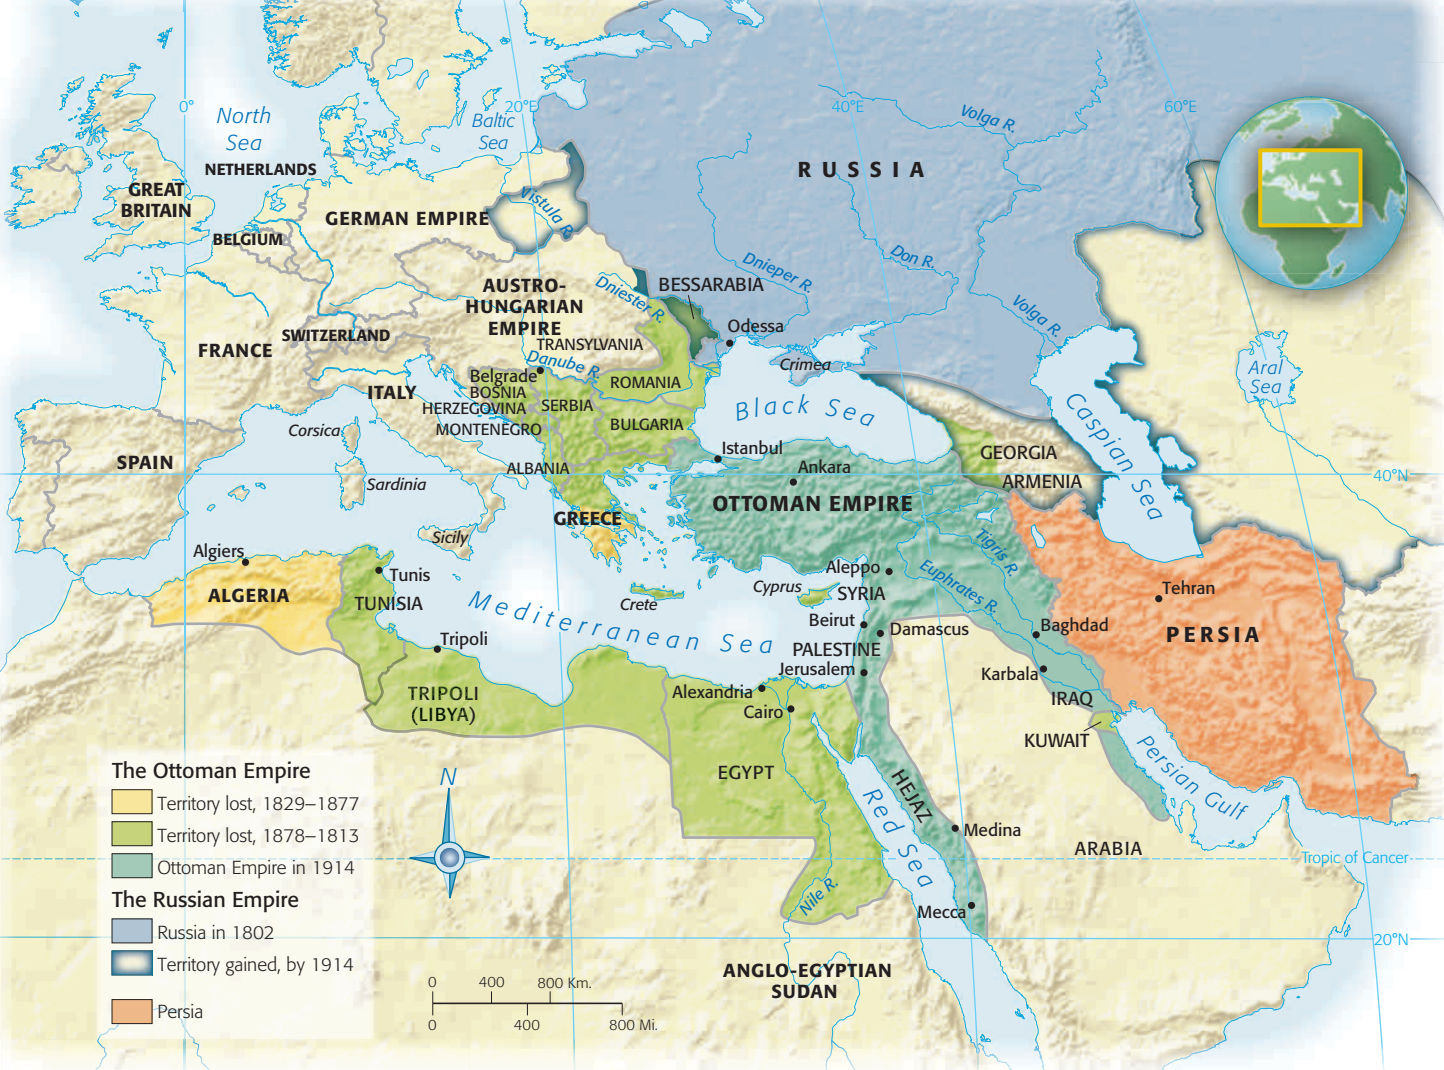 0°
20°E
40°E
60°E
North
Sea
Baltic
Sea
Volga R.
NETHERLANDS
RUSSIA
GREAT
BRITAIN
GERMAN EMPIRE
Vistula R.
BELGIUM
Don R.
Dnieper R.
AUSTRO-
HUNGARIAN
EMPIRE
Dniester R.
BESSARABIA
Volga R.
Odessa
SWITZERLAND
TRANSYLVANIA
FRANCE
Danube R.
Crimea
Aral
Sea
Belgrade
ROMANIA
ITALY
BOSNIA
HERZEGOVINA
SERBIA
Black Sea
Caspian Sea
BULGARIA
MONTENEGRO
Corsica
Istanbul
GEORGIA
SPAIN
ALBANIA
Ankara
40°N
Sardinia
ARMENIA
OTTOMAN EMPIRE
GREECE
Sicily
Tigris R.
Algiers
Aleppo
Euphrates R.
Tunis
Cyprus
SYRIA
Tehran
ALGERIA
TUNISIA
Crete
Mediterranean Sea
Beirut
Damascus
Baghdad
PERSIA
Tripoli
PALESTINE
Jerusalem
Karbala
TRIPOLI
(LIBYA)
Alexandria
Cairo
IRAQ
KUWAIT
Persian Gulf
EGYPT
HEJAZ
Red Sea
Medina
ARABIA
Tropic of Cancer
Nile R.
Mecca
20°N
ANGLO-EGYPTIAN
SUDAN
N
The Ottoman Empire
Territory lost, 1829–1877
Territory lost, 1878–1813
Ottoman Empire in 1914
The Russian Empire
Russia in 1802
Territory gained, by 1914
Persia
0 400 800 Km.
0 400 800 Mi.